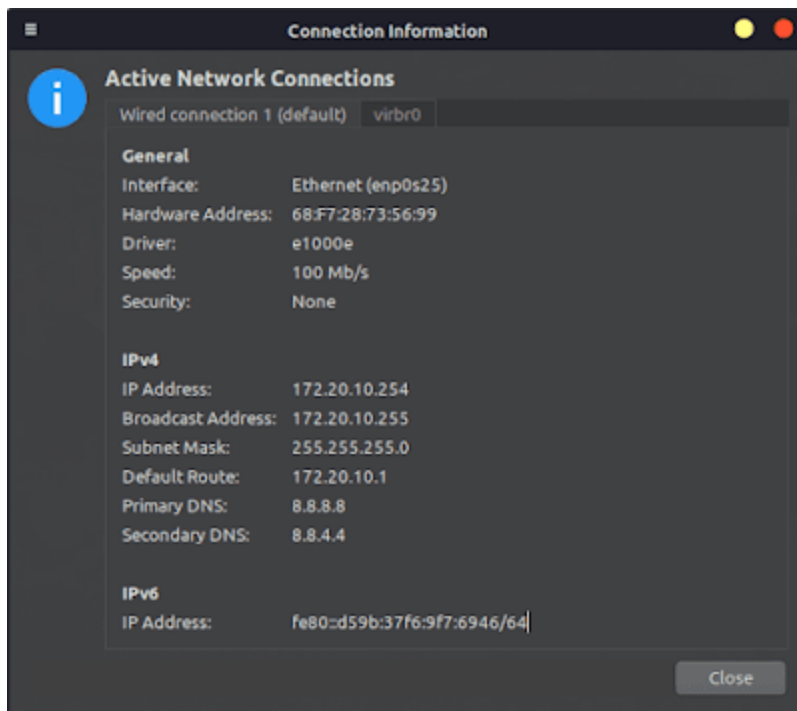 Connection Information
Active Network Connections
Wired connection 1 (default) virbr0
General
Interface: Ethernet (enp0s25)
Hardware Address: 68:F7:28:73:56:99
Driver: e1000e
Speed: 100 Mb/s
Security: None
IPv4
IP Address: 172.20.10.254
Broadcast Address: 172.20.10.255
Subnet Mask: 255.255.255.0
Default Route: 172.20.10.1
Primary DNS: 8.8.8.8
Secondary DNS: 8.8.4.4
IPv6
IP Address: fe80::d59b:37f6:9f7:6946/64
Close